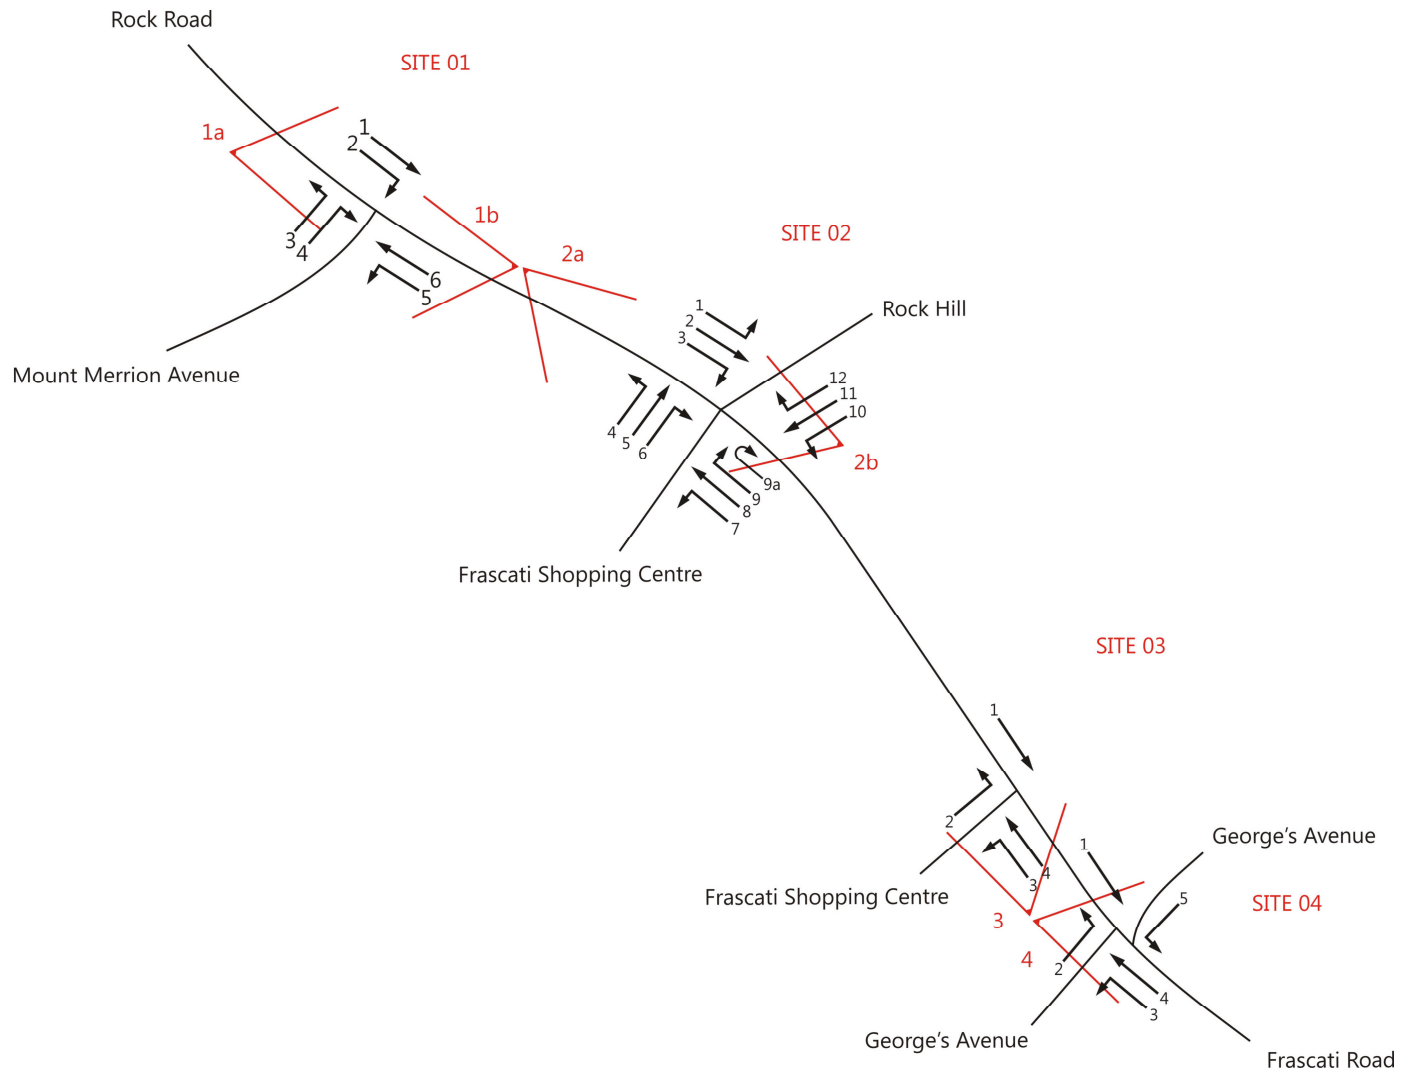 Rock Road
SITE 01
1a
1
2
3
4
1b
6
5
2a
Mount Merrion Avenue
SITE 02
Rock Hill
1
2
3
12
11
10
4
5
6
2b
9a
9
8
7
Frascati Shopping Centre
SITE 03
1
2
3
4
Frascati Shopping Centre
3
George's Avenue
SITE 04
1
5
4
2
4
3
George's Avenue
Frascati Road